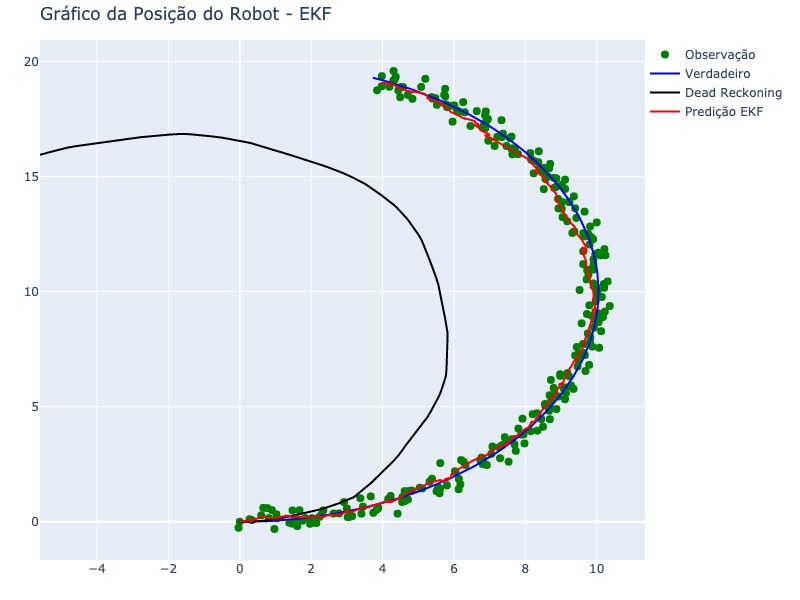 Gráfico da Posição do Robot - EKF
Observação
Verdadeiro
Dead Reckoning
Predição EKF
20
15
10
5
0
−4
−2
0
2
4
6
8
10